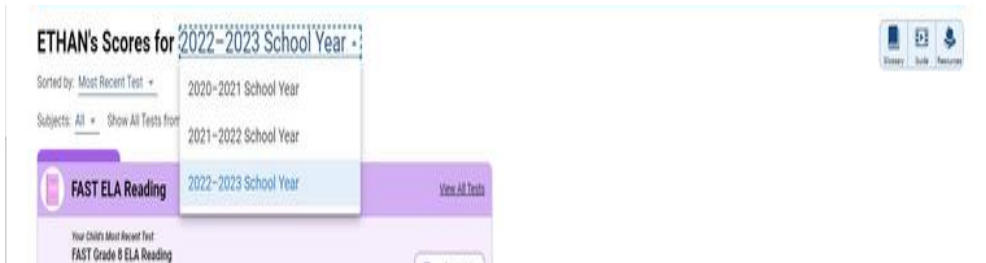 ETHAN's Scores for 2022-2023 School Year
Glossary Guide Resources
Sorted by: Most Recent Test
2020-2021 School Year
Subjects: All Show All Tests from
2021-2022 School Year
2022-2023 School Year
FAST ELA Reading
View All Tests
Your Child's Most Recent Test
FAST Grade 8 ELA Reading